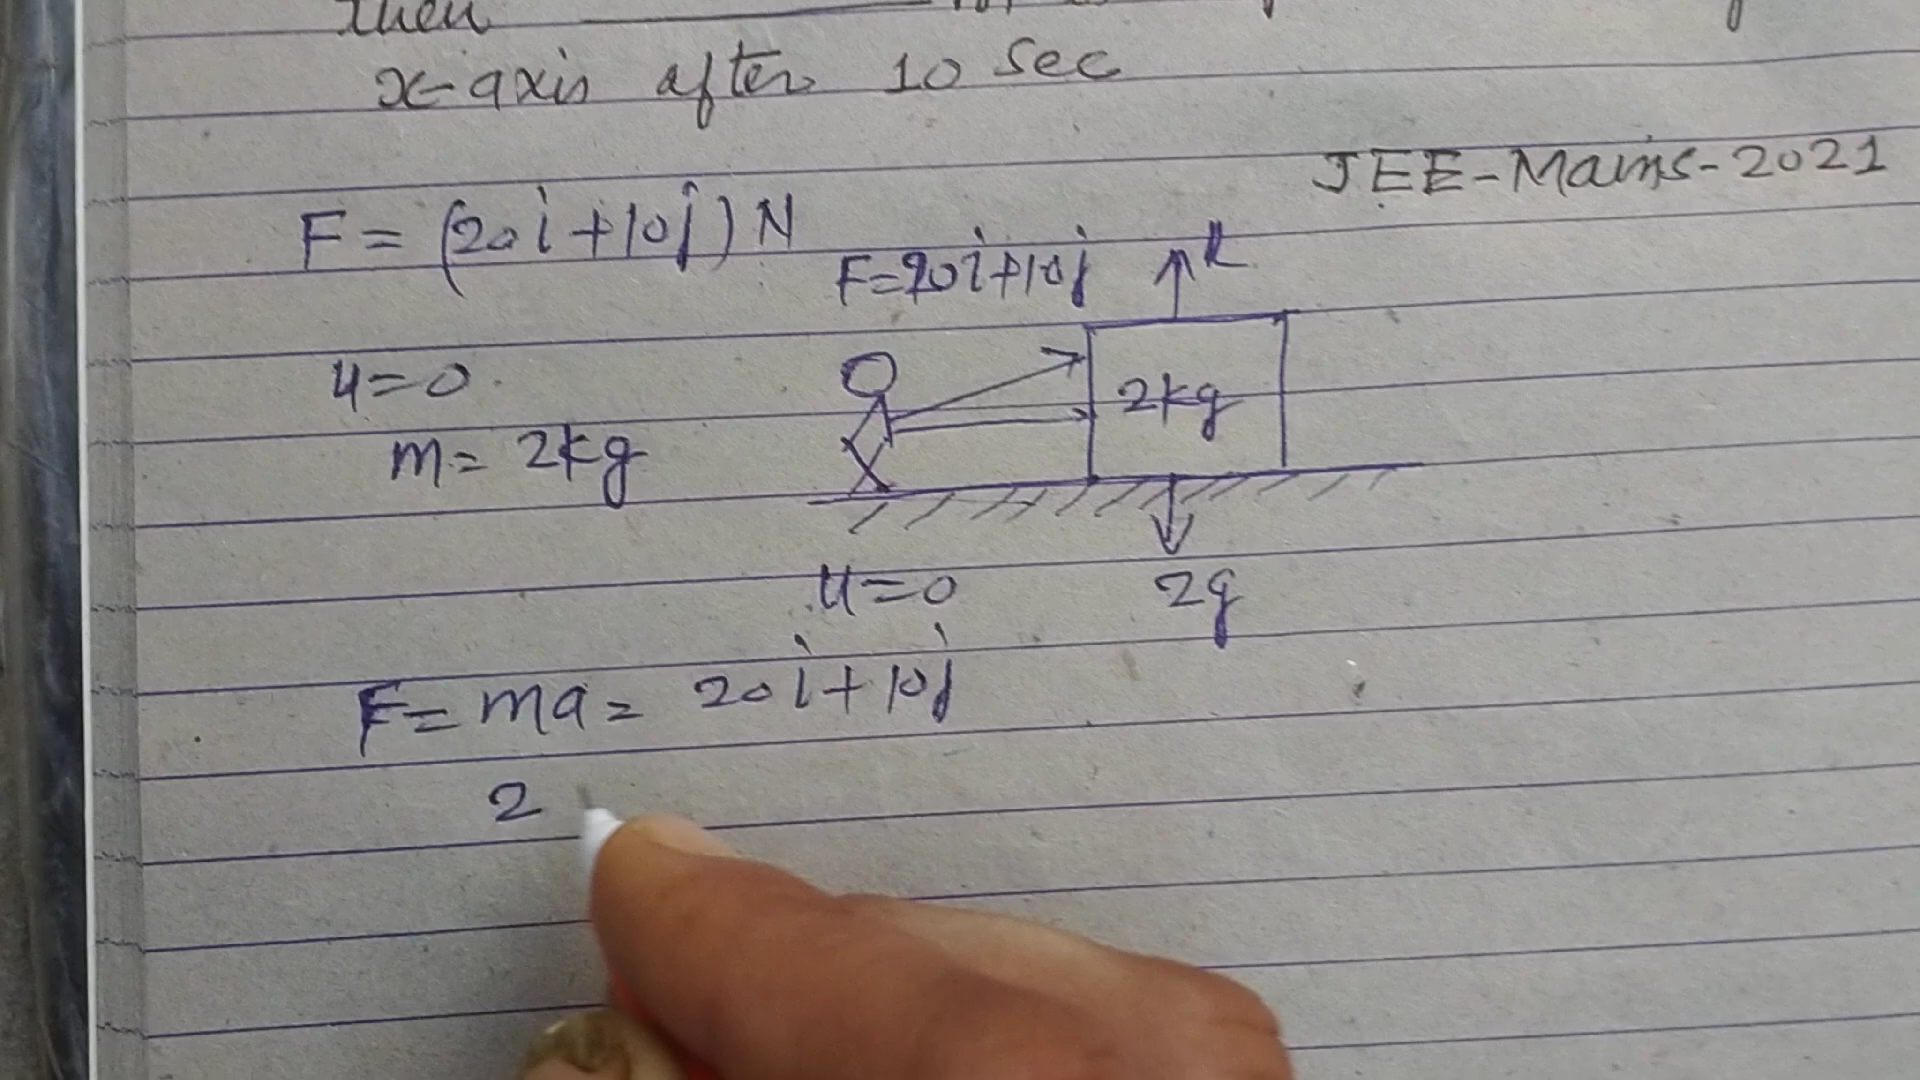 then
x-axis after 10 sec
JEE-Mains-2021
F = (20i+10j) N
F=20i+10j
R
u=0
m= 2kg
2kg
u=0
2g
F= ma = 20i+10j
2